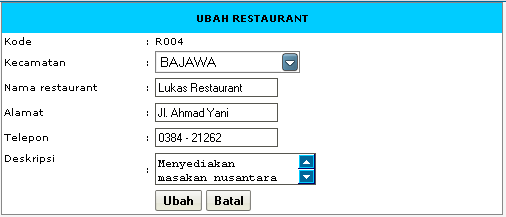 UBAH RESTAURANT
Kode : R004
Kecamatan : BAJAWA
Nama restaurant : Lukas Restaurant
Alamat : Jl. Ahmad Yani
Telepon : 0384 - 21262
Deskripsi : Menyediakan
masakan nusantara
Ubah Batal